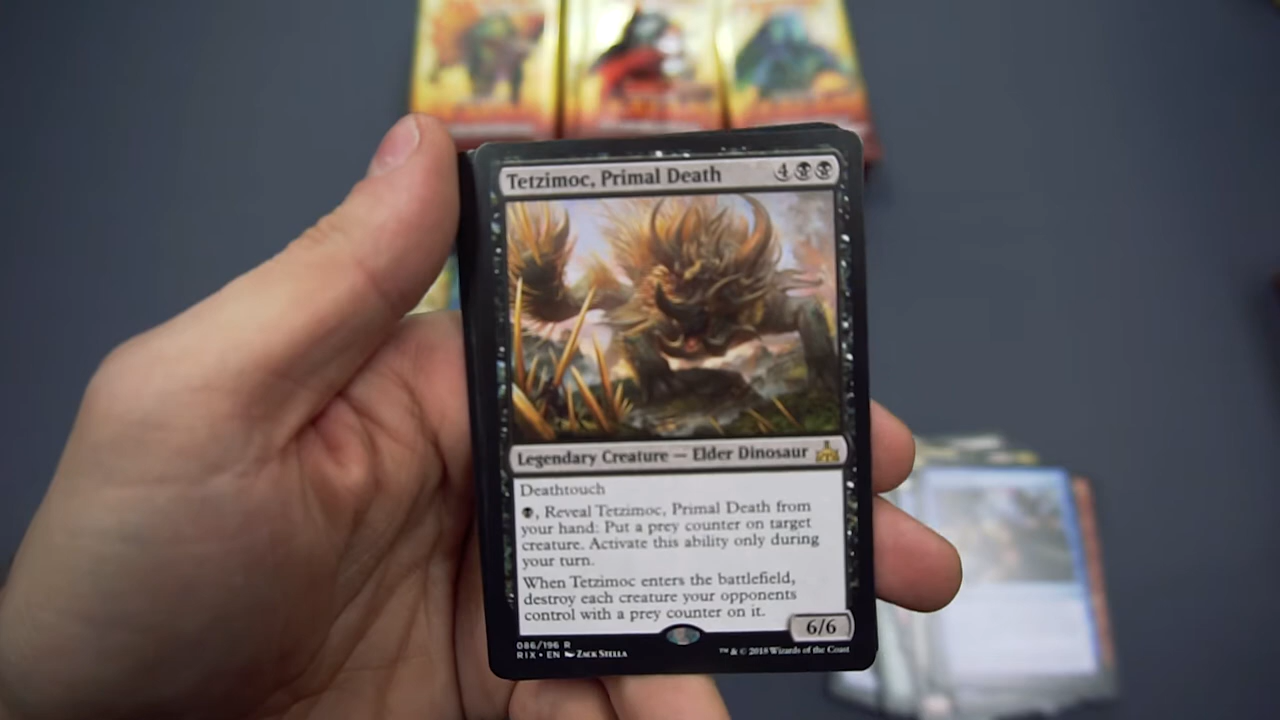 Tetzimoc, Primal Death 4
Legendary Creature — Elder Dinosaur
Deathtouch
, Reveal Tetzimoc, Primal Death from
your hand: Put a prey counter on target
creature. Activate this ability only during
your turn.
When Tetzimoc enters the battlefield,
destroy each creature your opponents
control with a prey counter on it.
6/6
086/196 R
RIX • EN Zack Stella
™ & © 2018 Wizards of the Coast